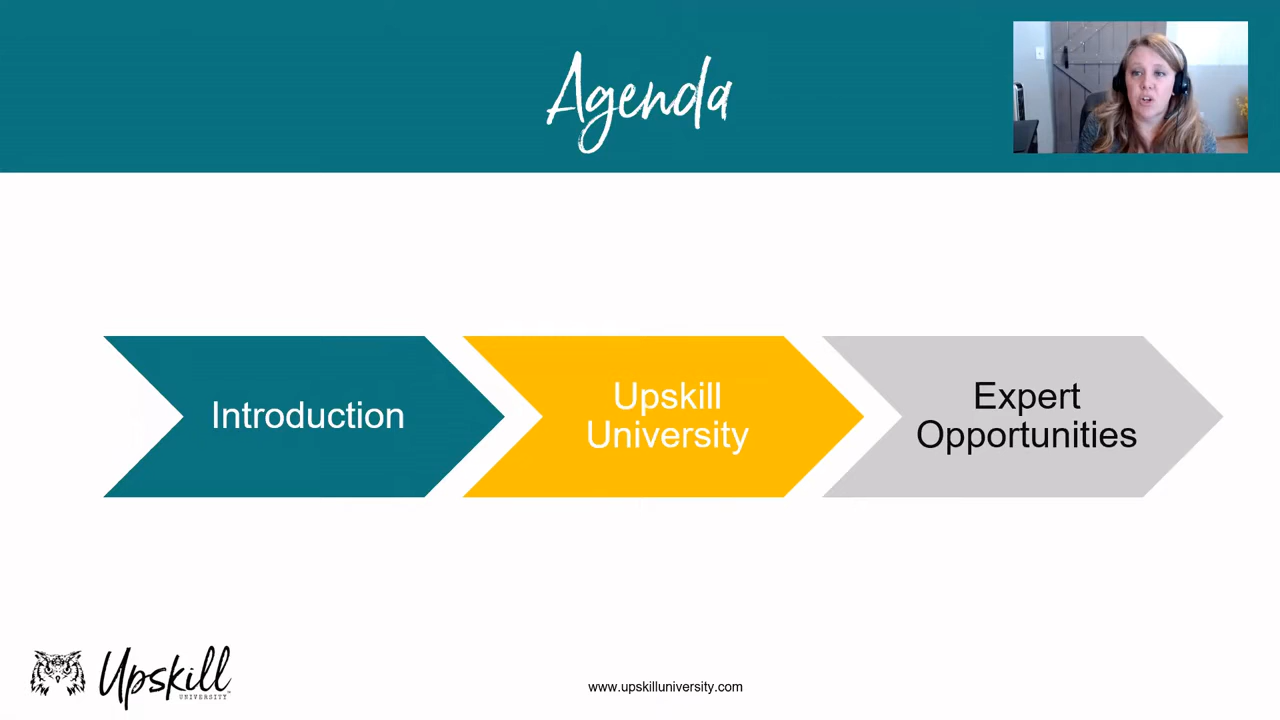 Agenda
Introduction
Upskill
University
Expert
Opportunities
Upskill
UNIVERSITY
www.upskilluniversity.com